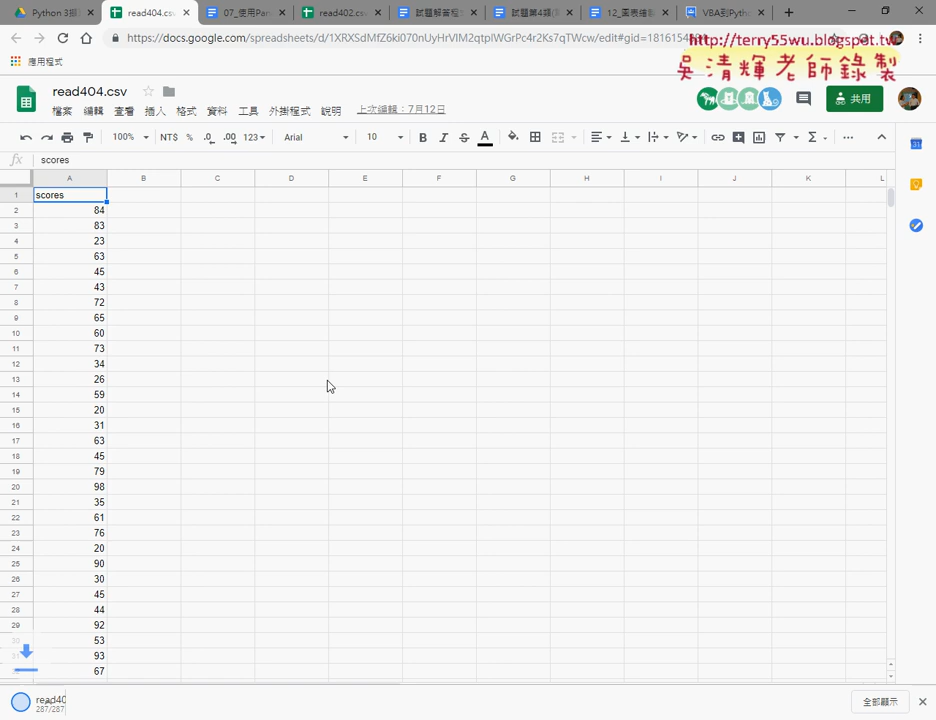 Python 3擷
read404.csv
07_使用Pan
read402.csv
試題解答程
試題第4類(
12_圖表繪製
VBA到Pytho
https://docs.google.com/spreadsheets/d/1XRXSdMfZ6ki070nUyHrVIM2qtpIWGrPc4r2Ks7qTWcw/edit#gid=1816154
http://terry55wu.blogspot.tw
應用程式
吳清輝老師錄製
read404.csv
檔案 編輯 查看 插入 格式 資料 工具 外掛程式 說明 上次編輯：7月12日
共用
100% NT$ % .0 .00 123 Arial 10 B I S A
fx scores
A B C D E F G H I J K L
1 scores
2 84
3 83
4 23
5 63
6 45
7 43
8 72
9 65
10 60
11 73
12 34
13 26
14 59
15 20
16 31
17 63
18 45
19 79
20 98
21 35
22 61
23 76
24 20
25 90
26 30
27 45
28 44
29 92
30 53
93
67
read40
287/287
全部顯示